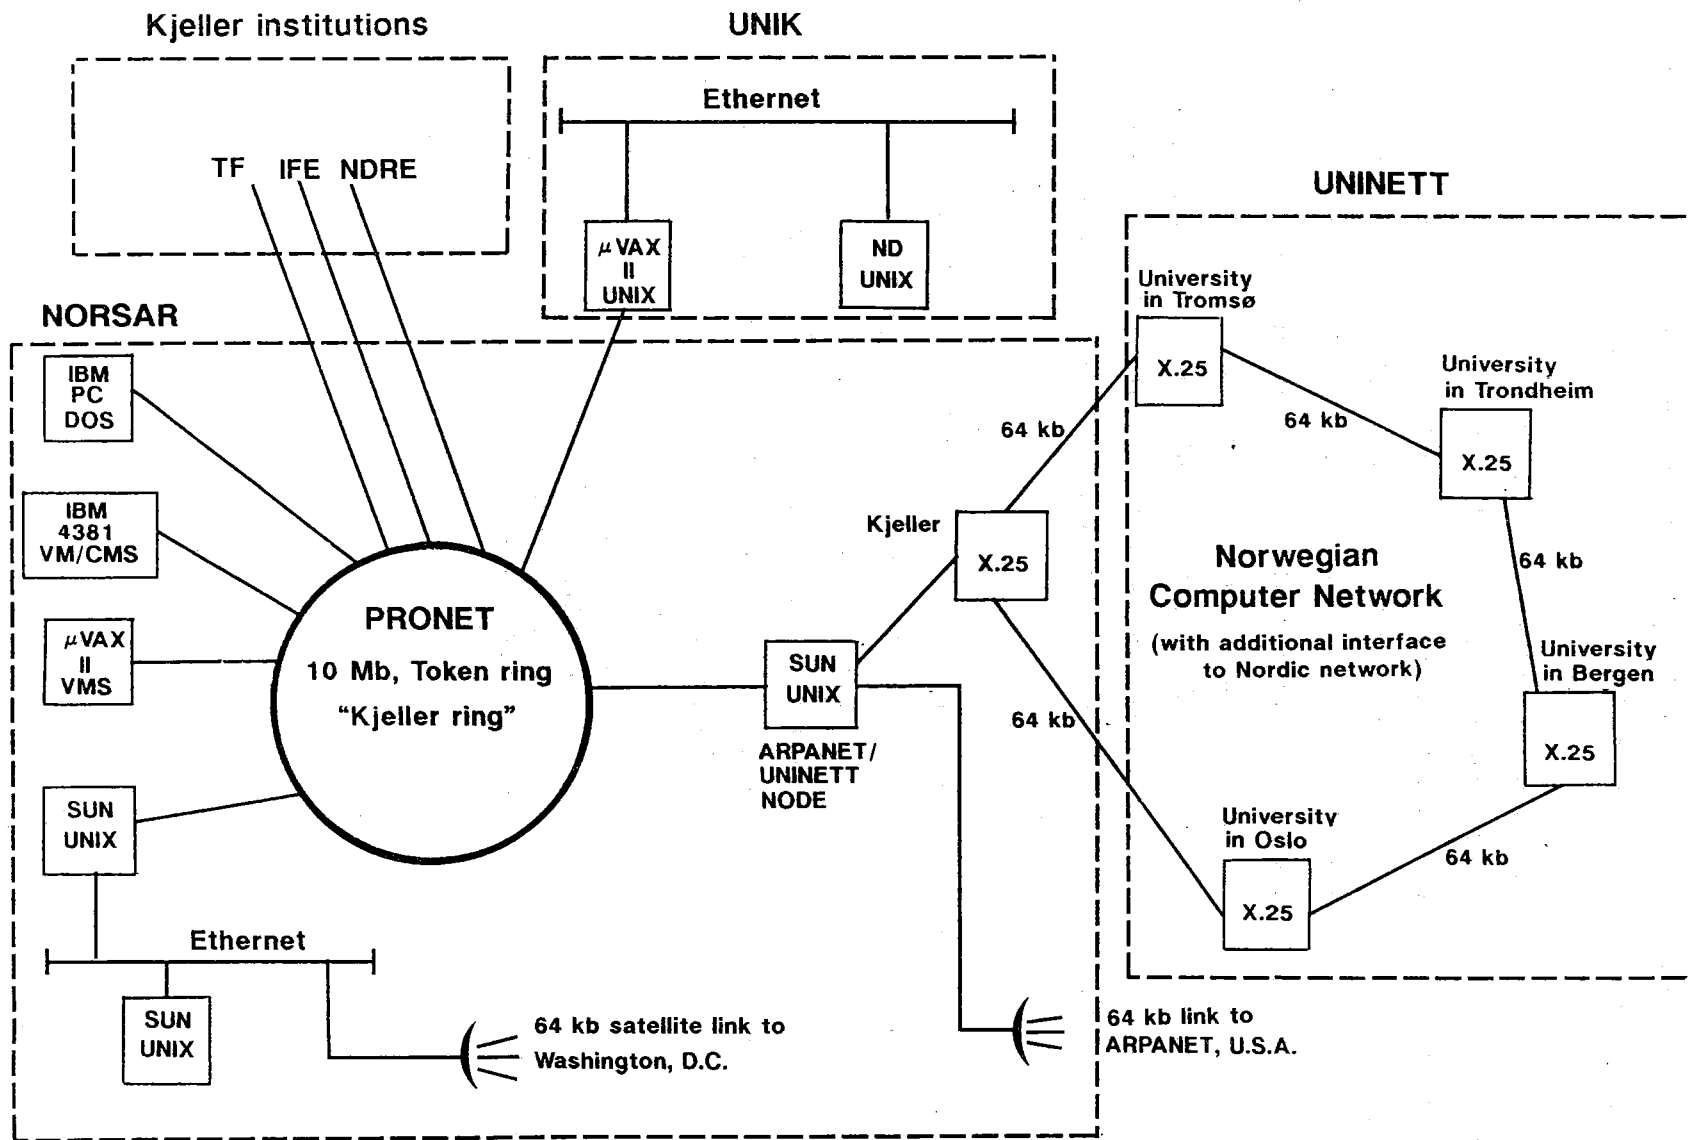 Kjeller institutions
TF IFE NDRE
UNIK
Ethernet
μ VAX
II
UNIX
ND
UNIX
NORSAR
IBM
PC
DOS
IBM
4381
VM/CMS
μ VAX
II
VMS
SUN
UNIX
Ethernet
SUN
UNIX
64 kb satellite link to
Washington, D.C.
PRONET
10 Mb, Token ring
“Kjeller ring”
SUN
UNIX
ARPANET/
UNINETT
NODE
Kjeller
X.25
64 kb
64 kb
64 kb link to
ARPANET, U.S.A.
UNINETT
University
in Tromsø
X.25
64 kb
University
in Trondheim
X.25
64 kb
Norwegian
Computer Network
(with additional interface
to Nordic network)
University
in Bergen
X.25
64 kb
University
in Oslo
X.25